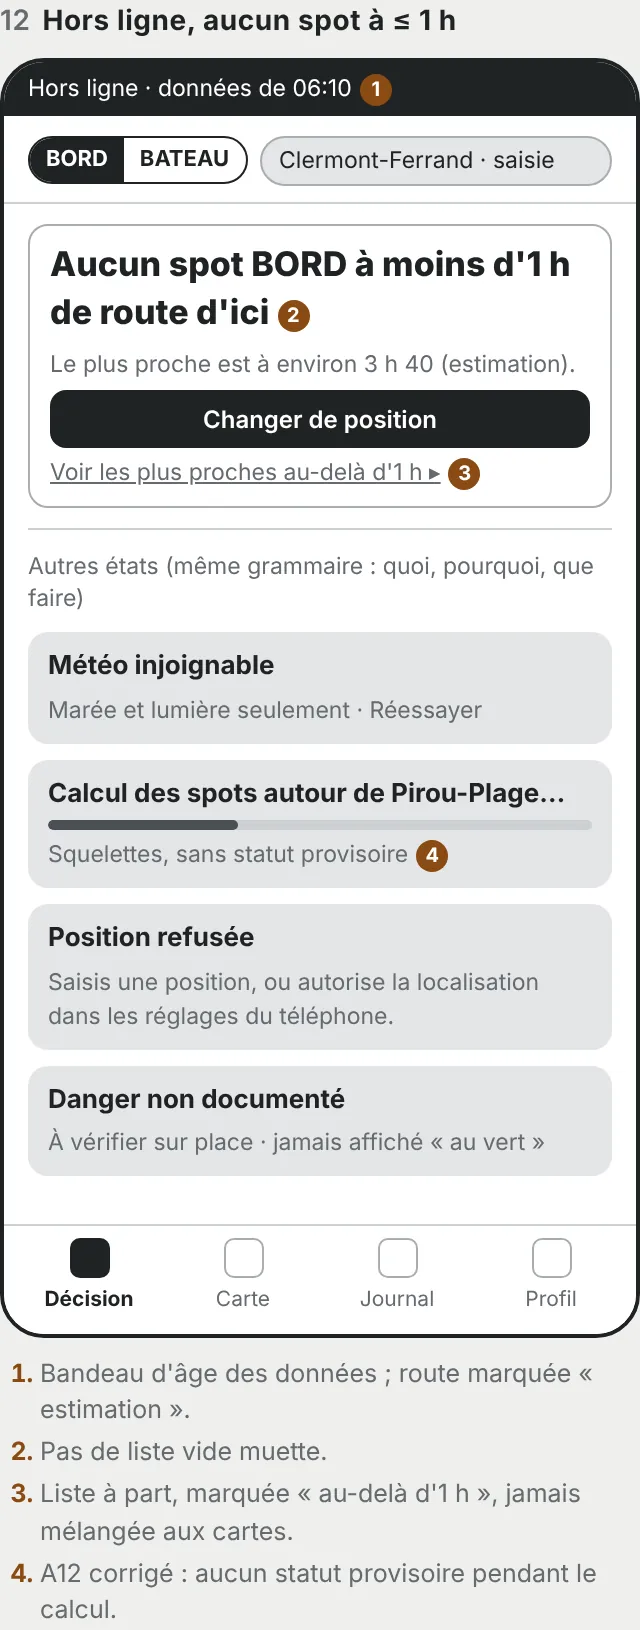 12 Hors ligne, aucun spot à ≤ 1 h
Hors ligne · données de 06:10 1
BORD BATEAU Clermont-Ferrand · saisie
Aucun spot BORD à moins d'1 h
de route d'ici 2
Le plus proche est à environ 3 h 40 (estimation).
Changer de position
Voir les plus proches au-delà d'1 h ▸ 3
Autres états (même grammaire : quoi, pourquoi, que
faire)
Météo injoignable
Marée et lumière seulement · Réessayer
Calcul des spots autour de Pirou-Plage…
Squelettes, sans statut provisoire 4
Position refusée
Saisis une position, ou autorise la localisation
dans les réglages du téléphone.
Danger non documenté
À vérifier sur place · jamais affiché « au vert »
Décision Carte Journal Profil
1. Bandeau d'âge des données ; route marquée «
estimation ».
2. Pas de liste vide muette.
3. Liste à part, marquée « au-delà d'1 h », jamais
mélangée aux cartes.
4. A12 corrigé : aucun statut provisoire pendant le
calcul.